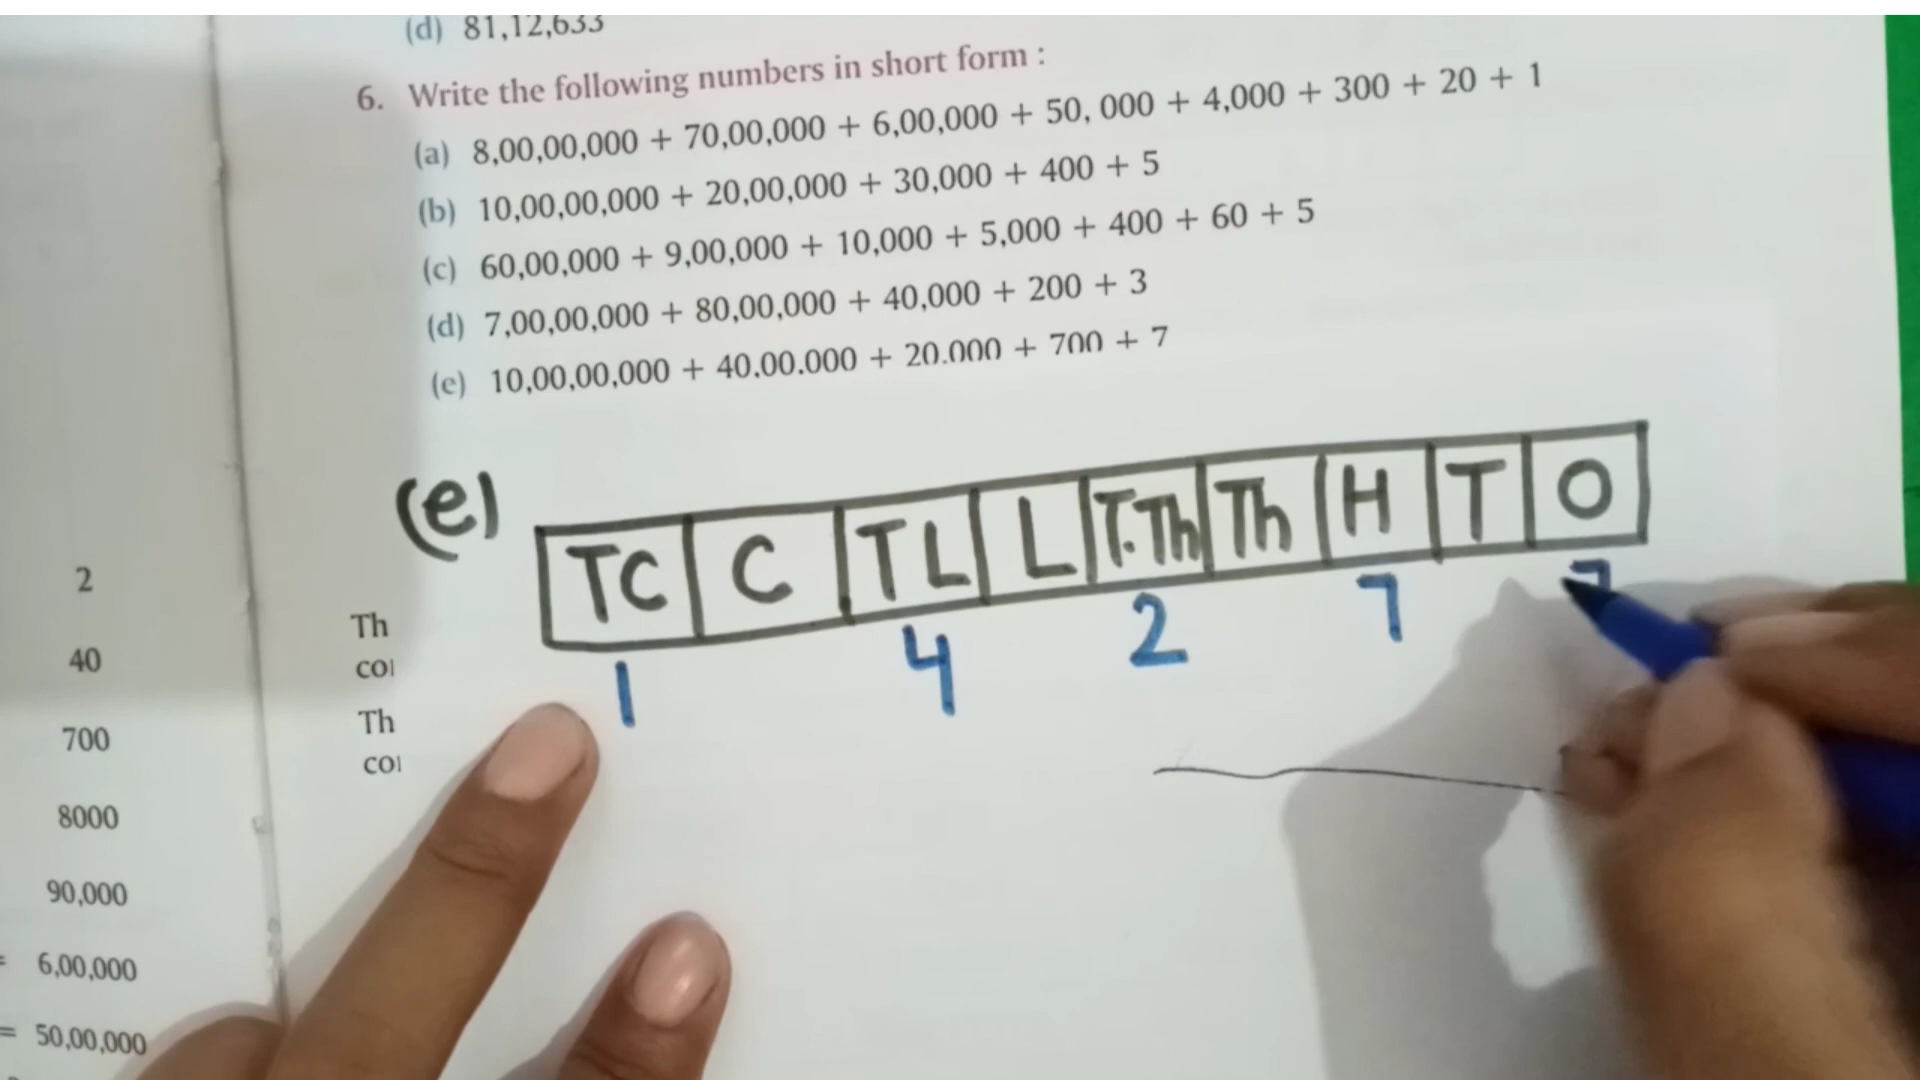 (d) 81,12,633
6. Write the following numbers in short form :
(a) 8,00,00,000 + 70,00,000 + 6,00,000 + 50, 000 + 4,000 + 300 + 20 + 1
(b) 10,00,00,000 + 20,00,000 + 30,000 + 400 + 5
(c) 60,00,000 + 9,00,000 + 10,000 + 5,000 + 400 + 60 + 5
(d) 7,00,00,000 + 80,00,000 + 40,000 + 200 + 3
(e) 10,00,00,000 + 40,00,000 + 20,000 + 700 + 7
(e)
TC C TL L T.Th Th H T O
1 4 2 7 7
2
40
700
8000
90,000
= 6,00,000
= 50,00,000
Th
col
Th
col